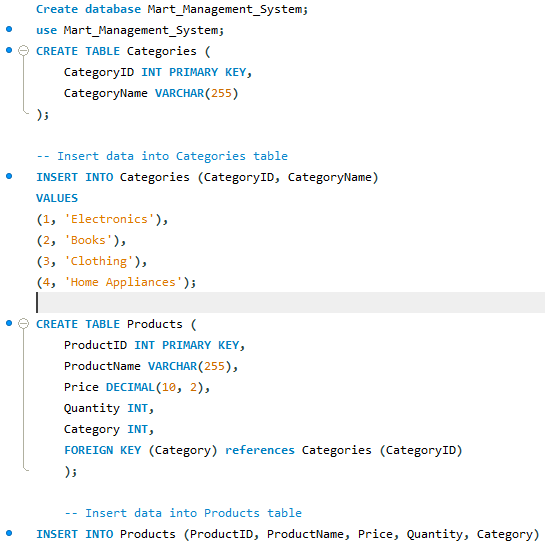 Create database Mart_Management_System;
use Mart_Management_System;
CREATE TABLE Categories (
CategoryID INT PRIMARY KEY,
CategoryName VARCHAR(255)
);
-- Insert data into Categories table
INSERT INTO Categories (CategoryID, CategoryName)
VALUES
(1, 'Electronics'),
(2, 'Books'),
(3, 'Clothing'),
(4, 'Home Appliances');
CREATE TABLE Products (
ProductID INT PRIMARY KEY,
ProductName VARCHAR(255),
Price DECIMAL(10, 2),
Quantity INT,
Category INT,
FOREIGN KEY (Category) references Categories (CategoryID)
);
-- Insert data into Products table
INSERT INTO Products (ProductID, ProductName, Price, Quantity, Category)